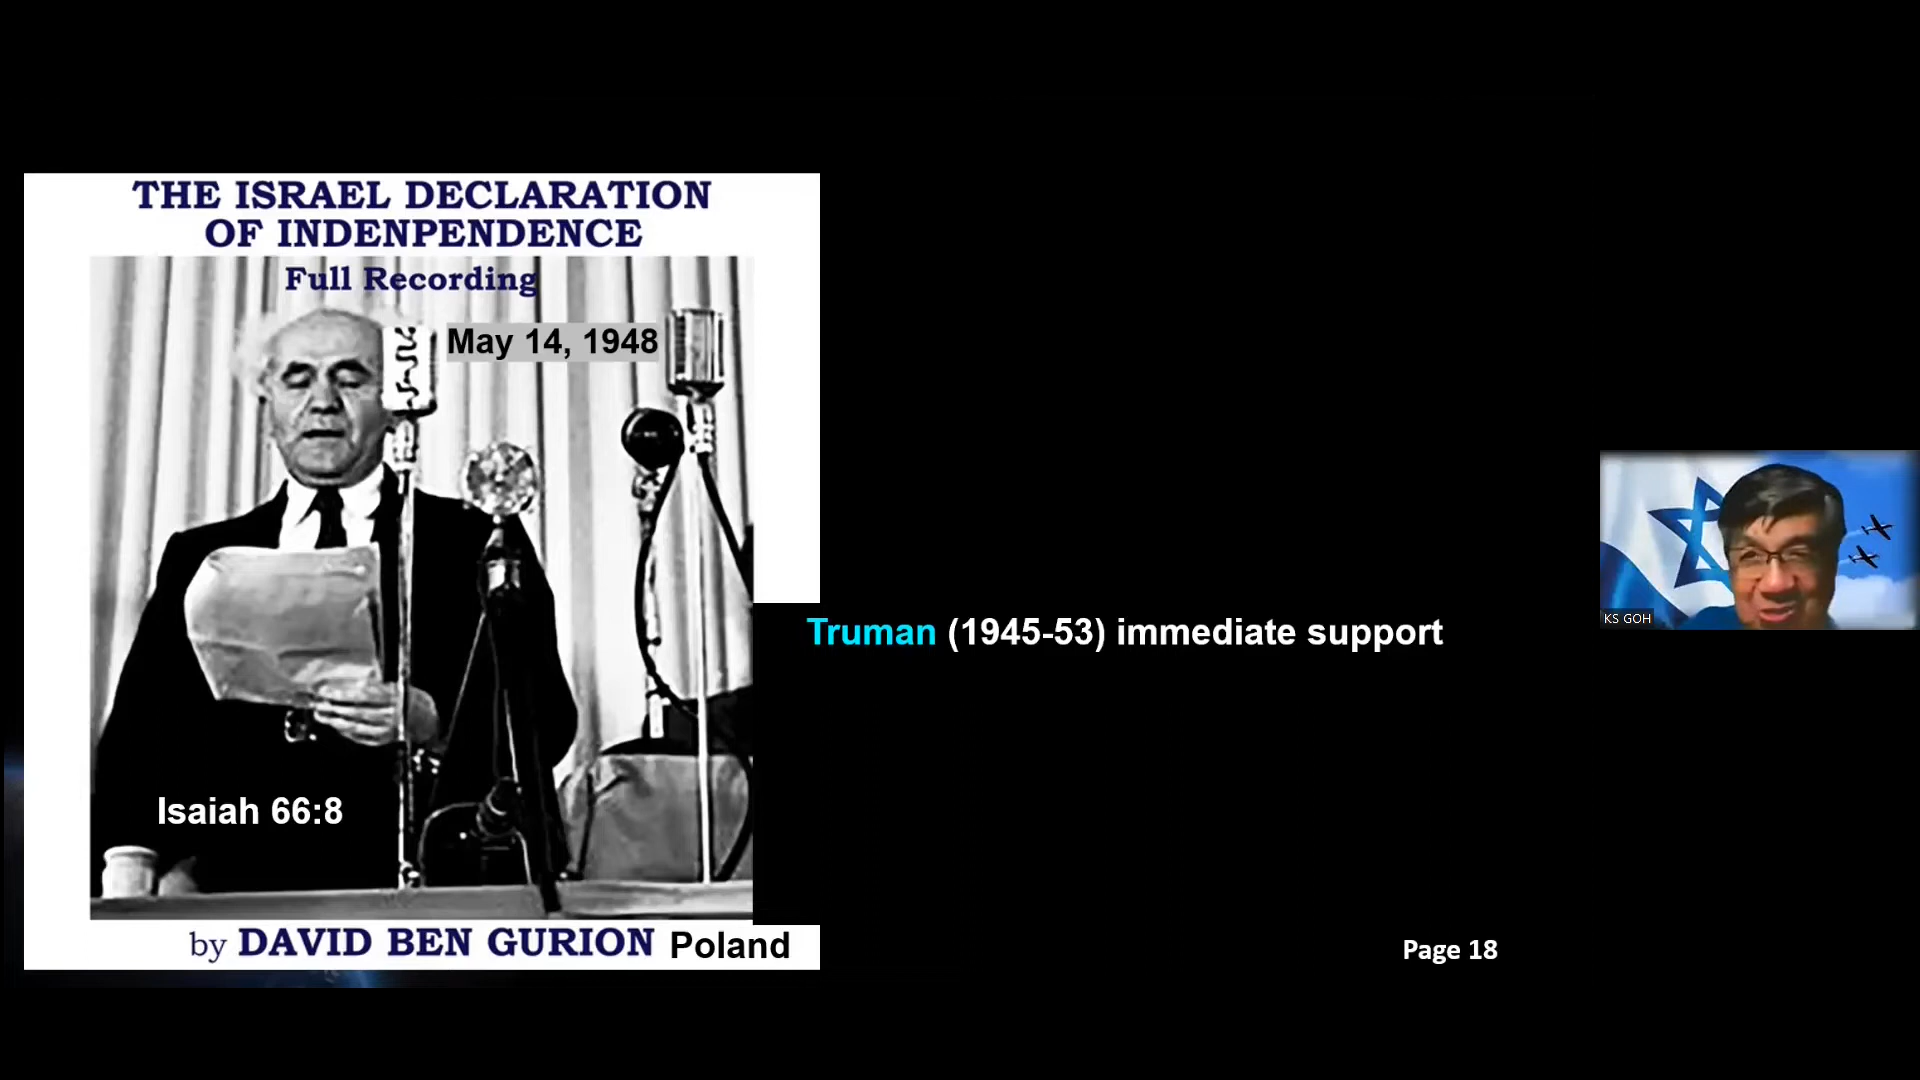 THE ISRAEL DECLARATION
OF INDENPENDENCE
Full Recording
May 14, 1948
Isaiah 66:8
by DAVID BEN GURION Poland
Truman (1945-53) immediate support
KS GOH
Page 18